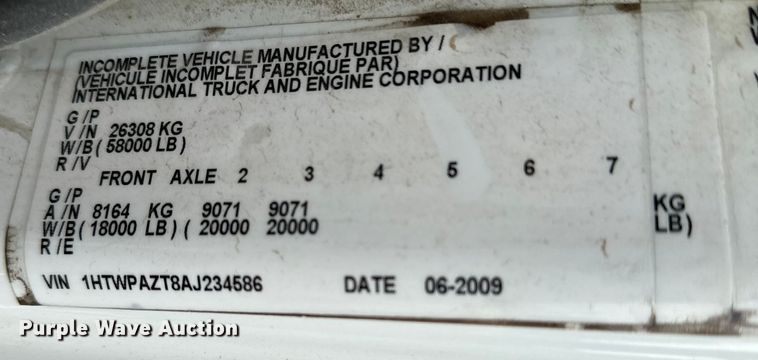 INCOMPLETE VEHICLE MANUFACTURED BY /
(VEHICULE INCOMPLET FABRIQUE PAR)
INTERNATIONAL TRUCK AND ENGINE CORPORATION
G /P
V /N 26308 KG
W/B ( 58000 LB )
R /V
FRONT AXLE 2 3 4 5 6 7
G /P
A /N 8164 KG 9071 9071 KG
W/B ( 18000 LB ) ( 20000 20000 LB )
R /E
VIN 1HTWPAZT8AJ234586 DATE 06-2009
Purple Wave Auction